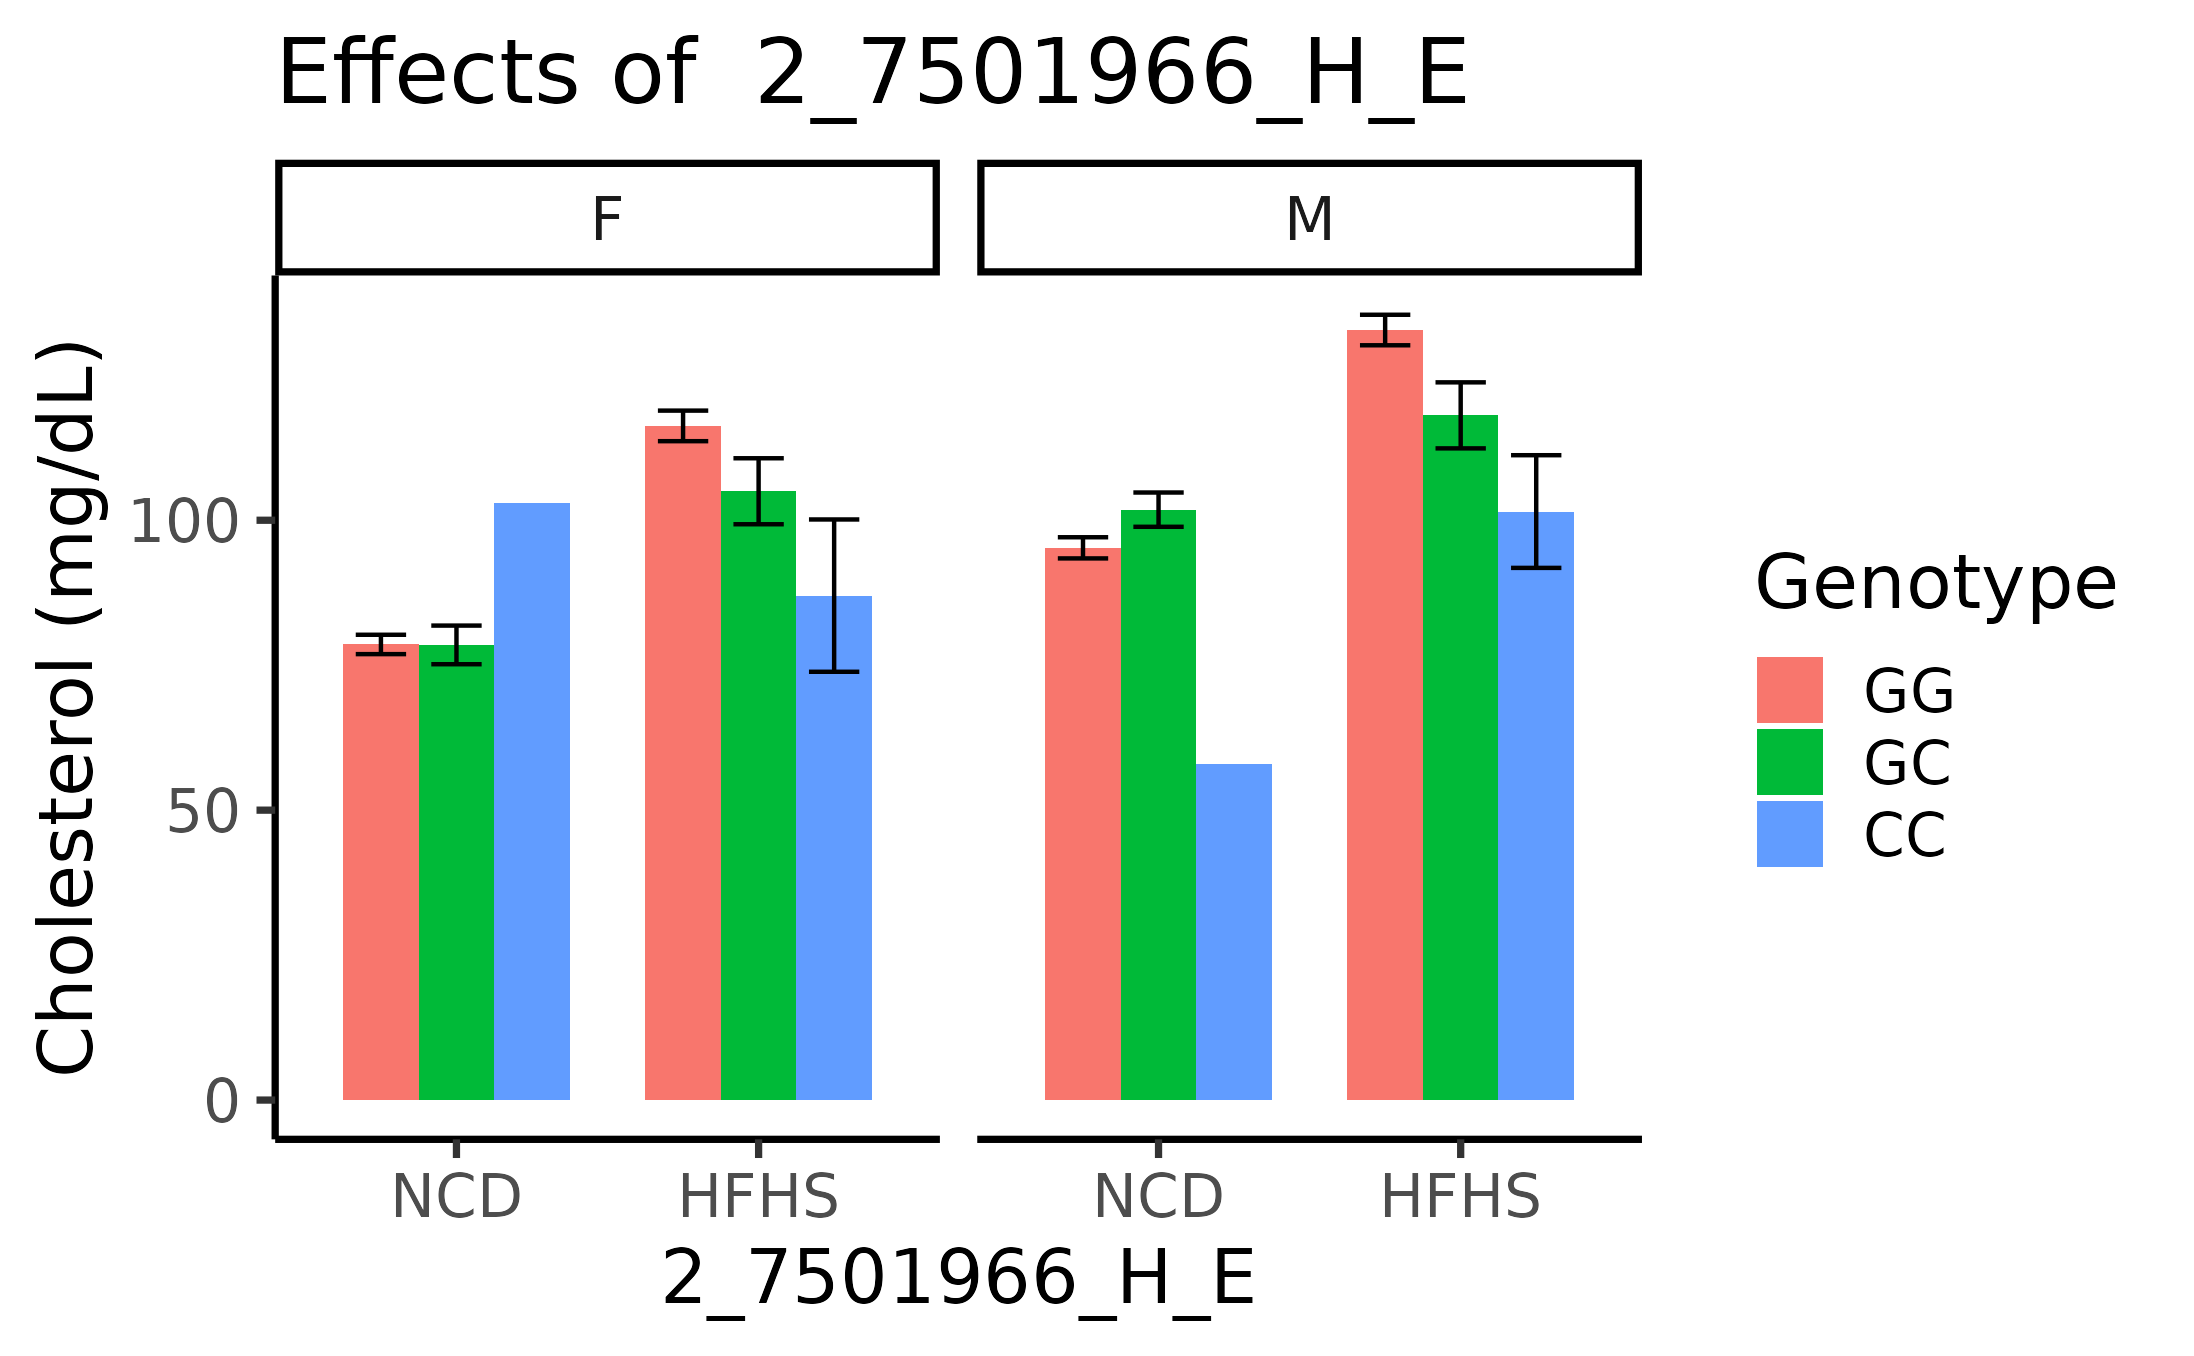 Effects of  2_7501966_H_E
F
M
Cholesterol (mg/dL)
100
50
0
NCD
HFHS
NCD
HFHS
2_7501966_H_E
Genotype
GG
GC
CC